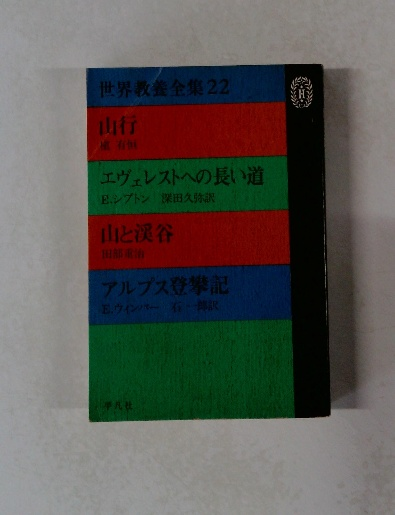 世界教養全集 22
山行
槇 有恒
エヴェレストへの長い道
E.シプトン 深田久弥訳
山と渓谷
田部重治
アルプス登攀記
E.ウィンパー 石一郎訳
平凡社
H